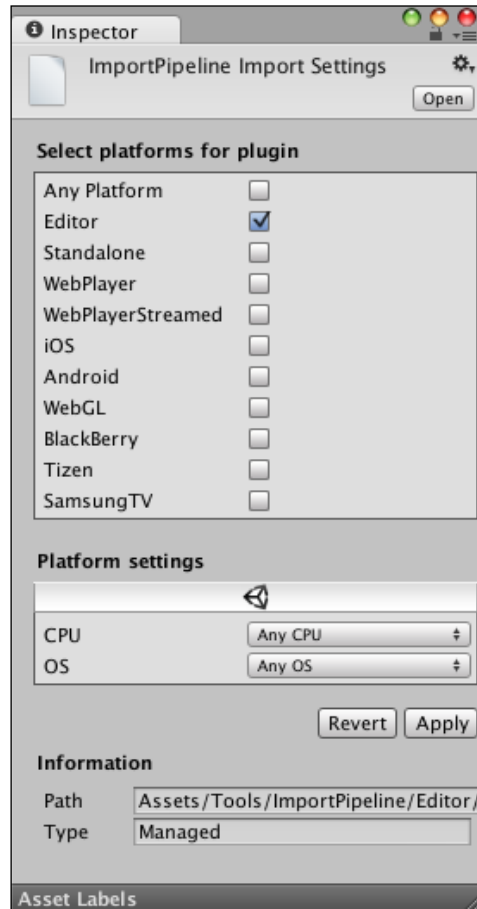 Inspector
ImportPipeline Import Settings
Open
Select platforms for plugin
Any Platform
Editor
Standalone
WebPlayer
WebPlayerStreamed
iOS
Android
WebGL
BlackBerry
Tizen
SamsungTV
Platform settings
CPU Any CPU
OS Any OS
Revert Apply
Information
Path Assets/Tools/ImportPipeline/Editor/
Type Managed
Asset Labels